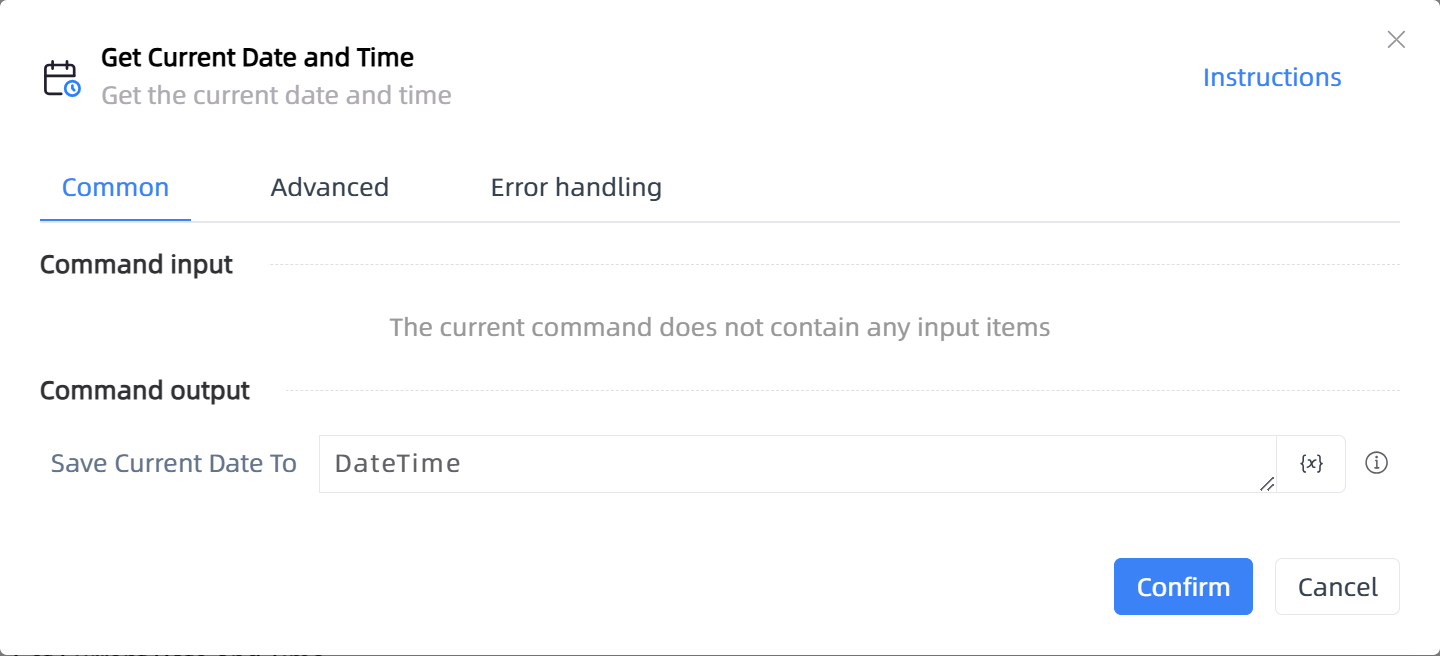 Get Current Date and Time
Get the current date and time
Instructions
Common
Advanced
Error handling
Command input
The current command does not contain any input items
Command output
Save Current Date To
DateTime
{x}
Confirm
Cancel